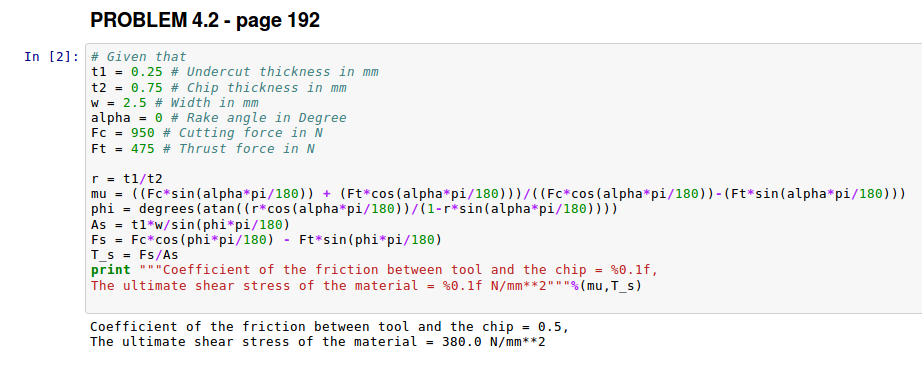 PROBLEM 4.2 - page 192
In [2]: # Given that
t1 = 0.25 # Undercut thickness in mm
t2 = 0.75 # Chip thickness in mm
w = 2.5 # Width in mm
alpha = 0 # Rake angle in Degree
Fc = 950 # Cutting force in N
Ft = 475 # Thrust force in N
r = t1/t2
mu = ((Fc*sin(alpha*pi/180)) + (Ft*cos(alpha*pi/180)))/((Fc*cos(alpha*pi/180))-(Ft*sin(alpha*pi/180)))
phi = degrees(atan((r*cos(alpha*pi/180))/(1-r*sin(alpha*pi/180))))
As = t1*w/sin(phi*pi/180)
Fs = Fc*cos(phi*pi/180) - Ft*sin(phi*pi/180)
T_s = Fs/As
print """Coefficient of the friction between tool and the chip = %0.1f,
The ultimate shear stress of the material = %0.1f N/mm**2"""%(mu,T_s)
Coefficient of the friction between tool and the chip = 0.5,
The ultimate shear stress of the material = 380.0 N/mm**2